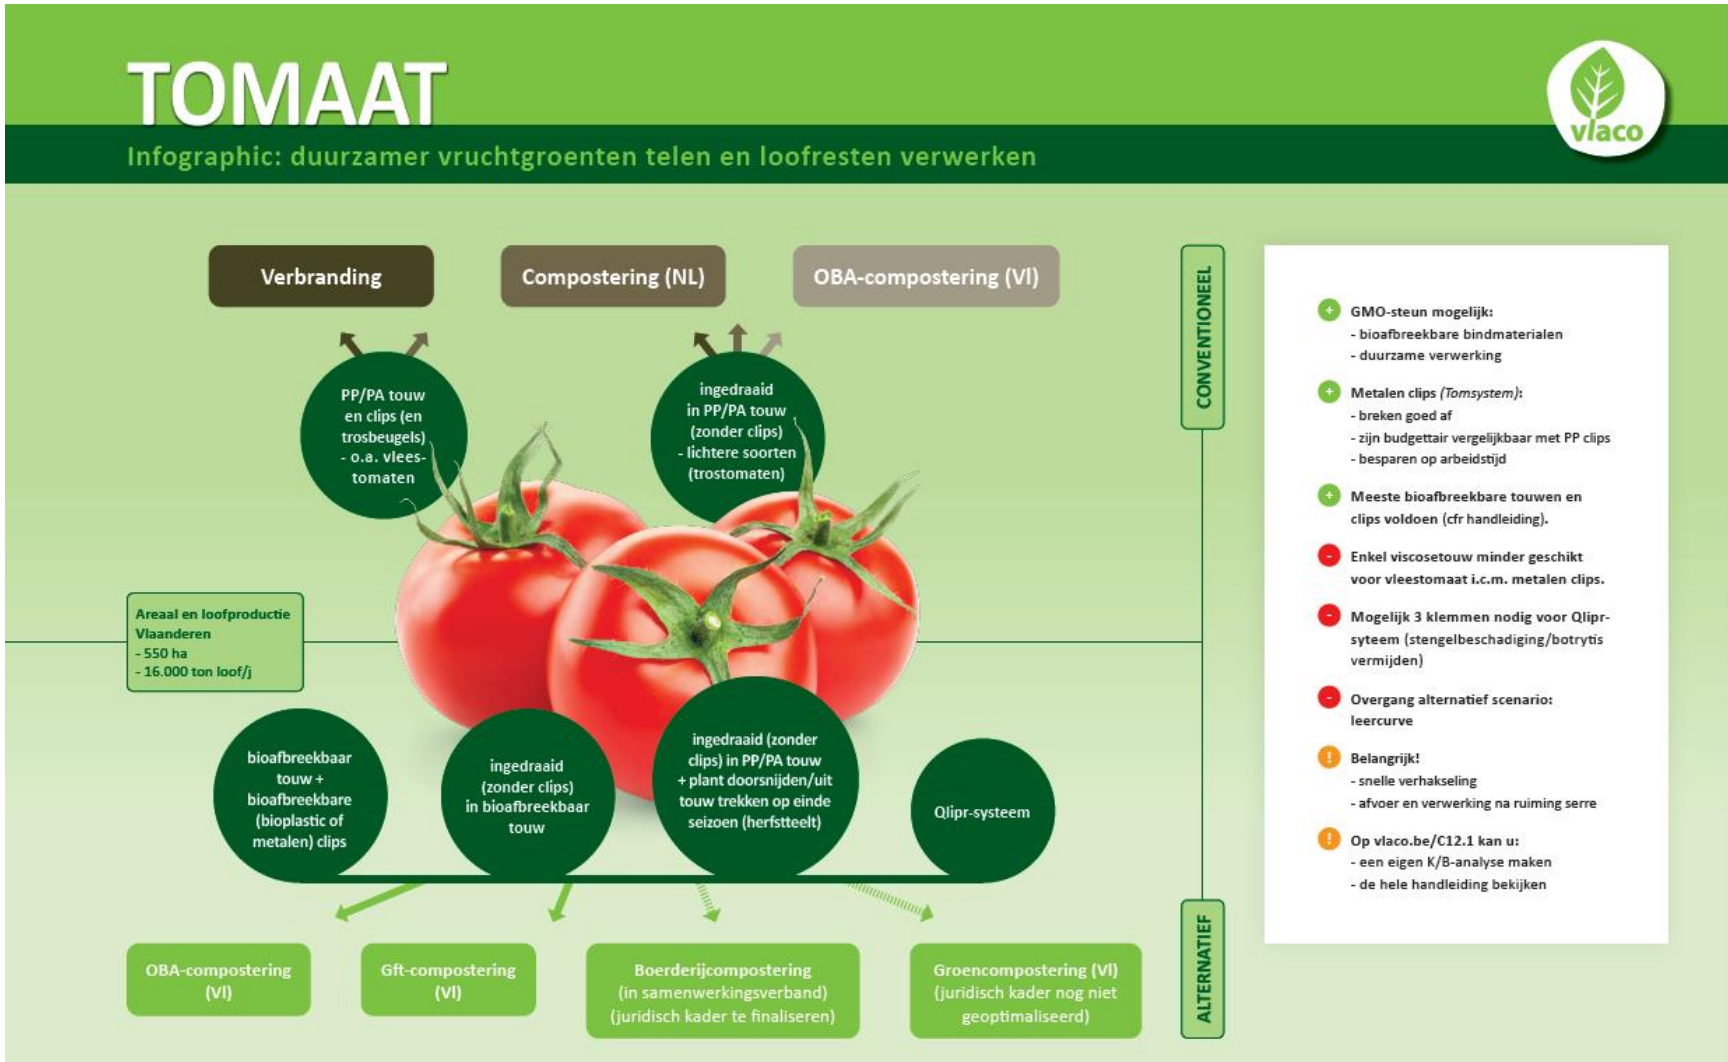 TOMAAT
Infographic: duurzamer vruchtgroenten telen en loofresten verwerken
vlaco
Verbranding
Compostering (NL)
OBA-compostering (Vl)
CONVENTIONEEL
PP/PA touw
en clips (en
trosbeugels)
- o.a. vlees-
tomaten
ingedraaid
in PP/PA touw
(zonder clips)
- lichtere soorten
(trostomaten)
Areaal en loofproductie
Vlaanderen
- 550 ha
- 16.000 ton loof/j
bioafbreekbaar
touw +
bioafbreekbare
(bioplastic of
metalen) clips
ingedraaid
(zonder clips)
in bioafbreekbaar
touw
ingedraaid (zonder
clips) in PP/PA touw
+ plant doorsnijden/uit
touw trekken op einde
seizoen (herfstteelt)
Qlipr-systeem
OBA-compostering
(Vl)
Gft-compostering
(Vl)
Boerderijcompostering
(in samenwerkingsverband)
(juridisch kader te finaliseren)
Groencompostering (Vl)
(juridisch kader nog niet
geoptimaliseerd)
ALTERNATIEF
+ GMO-steun mogelijk:
- bioafbreekbare bindmaterialen
- duurzame verwerking
+ Metalen clips (Tomsystem):
- breken goed af
- zijn budgettair vergelijkbaar met PP clips
- besparen op arbeidstijd
+ Meeste bioafbreekbare touwen en
clips voldoen (cfr handleiding).
- Enkel viscosetouw minder geschikt
voor vleestomaat i.c.m. metalen clips.
- Mogelijk 3 klemmen nodig voor Qlipr-
syteem (stengelbeschadiging/botrytis
vermijden)
- Overgang alternatief scenario:
leercurve
! Belangrijk!
- snelle verhakseling
- afvoer en verwerking na ruiming serre
! Op vlaco.be/C12.1 kan u:
- een eigen K/B-analyse maken
- de hele handleiding bekijken